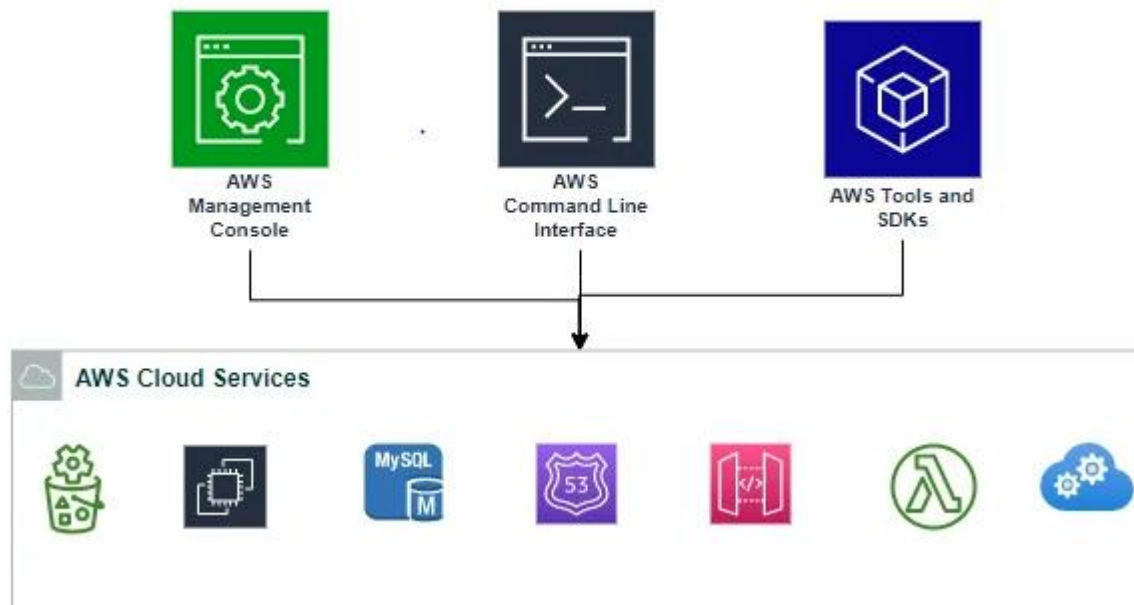 AWS
Management
Console
AWS
Command Line
Interface
AWS Tools and
SDKs
AWS Cloud Services
MySQL
M
53
</>